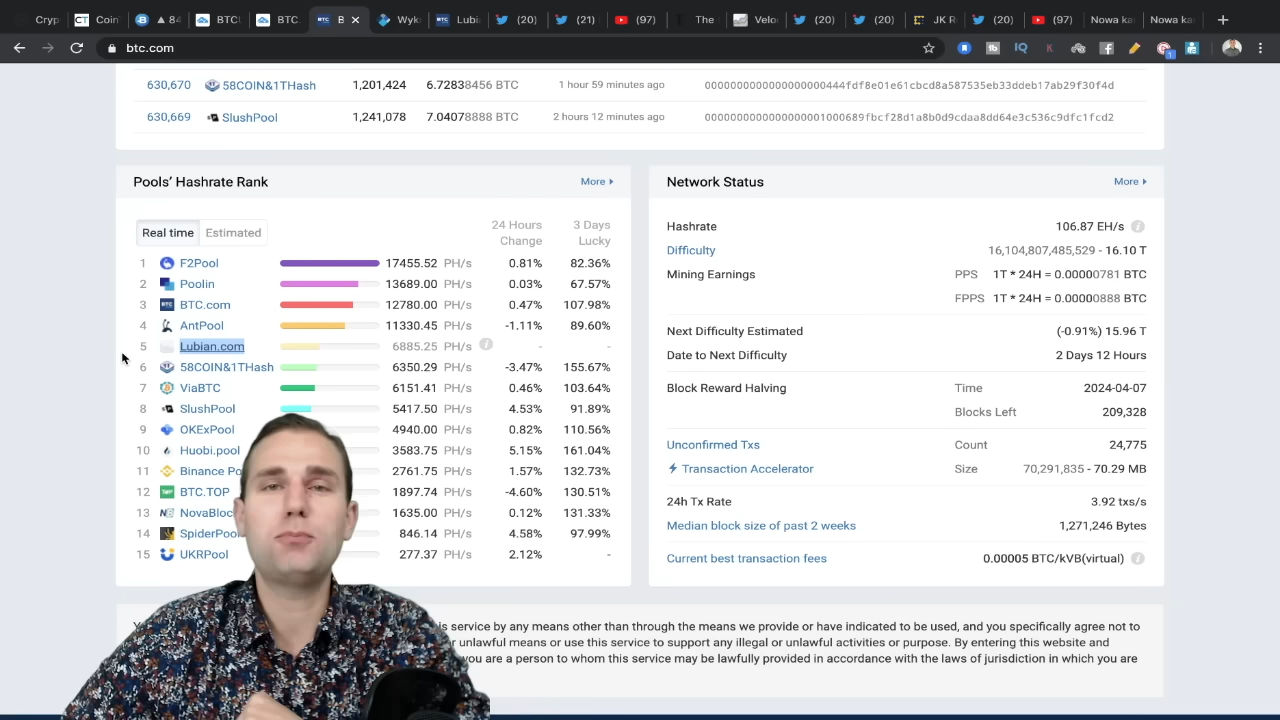 Cryp
Coin
84
BTCl
BTC.
B
Wyk
Lubi
(20)
(21)
(97)
The
Velo
(20)
(20)
JK R
(20)
(97)
Nowa ka
Nowa ka
btc.com
630,670 58COIN&1THash 1,201,424 6.72838456 BTC 1 hour 59 minutes ago 00000000000000000000444fdf8e01e61cbcd8a587535eb33ddeb17ab29f30f4d
630,669 SlushPool 1,241,078 7.04078888 BTC 2 hours 12 minutes ago 00000000000000000001000689fbcf28d1a8b0d9cdaa8dd64e3c536c9dfc1fcd2
Pools' Hashrate Rank More
Real time Estimated 24 Hours Change 3 Days Lucky
1 F2Pool 17455.52 PH/s 0.81% 82.36%
2 Poolin 13689.00 PH/s 0.03% 67.57%
3 BTC.com 12780.00 PH/s 0.47% 107.98%
4 AntPool 11330.45 PH/s -1.11% 89.60%
5 Lubian.com 6885.25 PH/s - -
6 58COIN&1THash 6350.29 PH/s -3.47% 155.67%
7 ViaBTC 6151.41 PH/s 0.46% 103.64%
8 SlushPool 5417.50 PH/s 4.53% 91.89%
9 OKExPool 4940.00 PH/s 0.82% 110.56%
10 Huobi.pool 3583.75 PH/s 5.15% 161.04%
11 Binance Po 2761.75 PH/s 1.57% 132.73%
12 BTC.TOP 1897.74 PH/s -4.60% 130.51%
13 NovaBloc 1635.00 PH/s 0.12% 131.33%
14 SpiderPool 846.14 PH/s 4.58% 97.99%
15 UKRPool 277.37 PH/s 2.12% -
Network Status More
Hashrate 106.87 EH/s
Difficulty 16,104,807,485,529 - 16.10 T
Mining Earnings PPS 1T * 24H = 0.00000781 BTC
FPPS 1T * 24H = 0.00000888 BTC
Next Difficulty Estimated (-0.91%) 15.96 T
Date to Next Difficulty 2 Days 12 Hours
Block Reward Halving Time 2024-04-07
Blocks Left 209,328
Unconfirmed Txs Count 24,775
Transaction Accelerator Size 70,291,835 - 70.29 MB
24h Tx Rate 3.92 txs/s
Median block size of past 2 weeks 1,271,246 Bytes
Current best transaction fees 0.00005 BTC/kVB(virtual)
is service by any means other than through the means we provide or have indicated to be used, and you specifically agree not to
unlawful means or use this service to support any illegal or unlawful activities or purpose. By entering this website and
you are a person to whom this service may be lawfully provided in accordance with the laws of jurisdiction in which you are